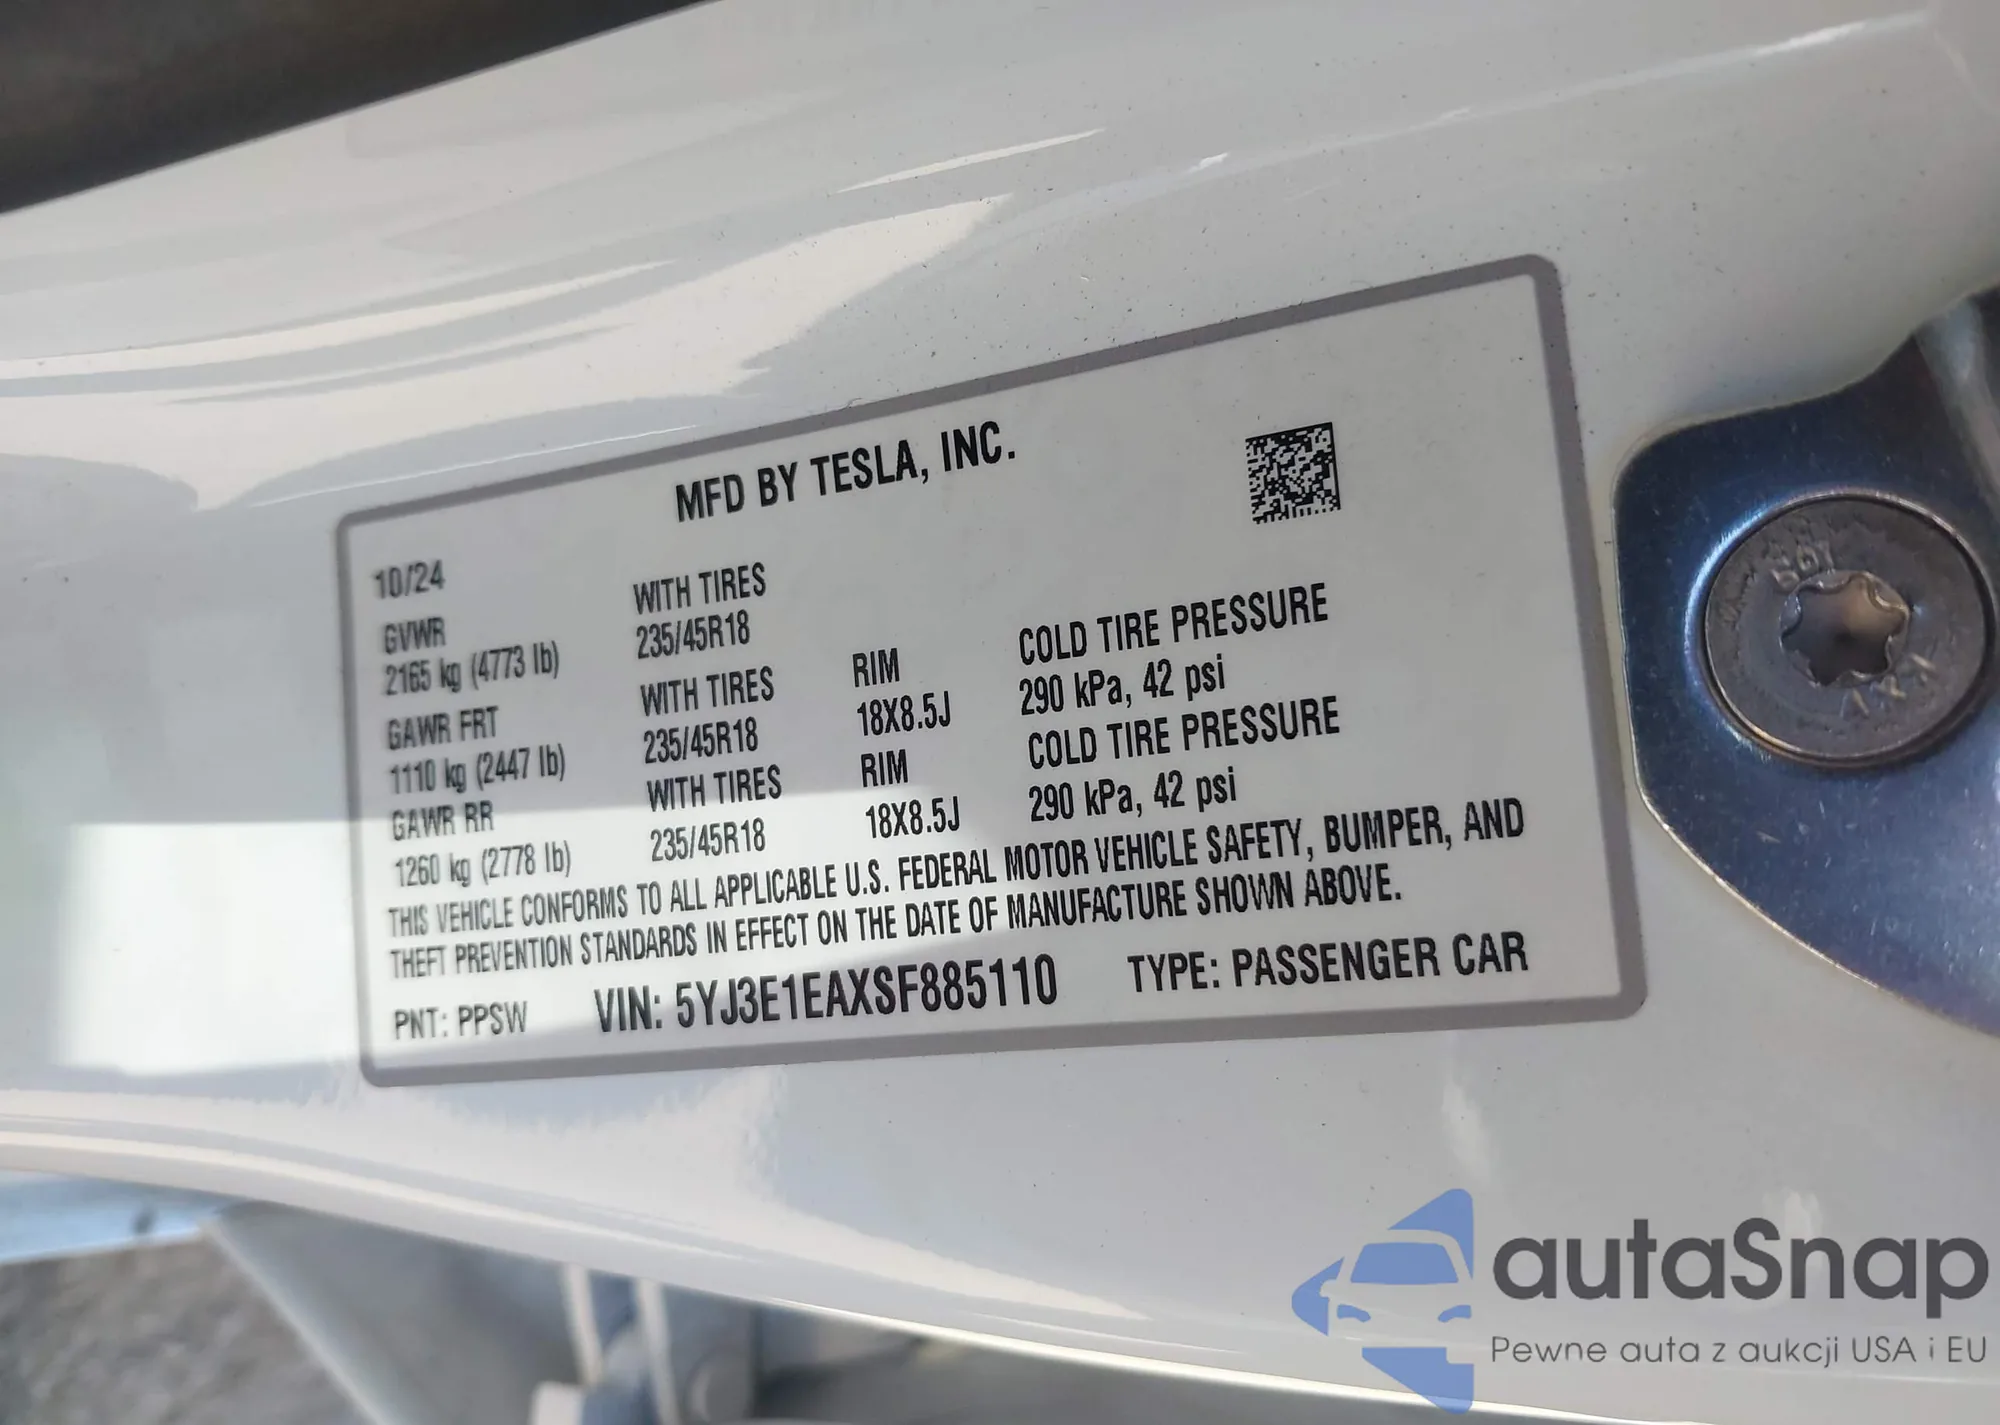 MFD BY TESLA, INC.
10/24
GVWR
2165 kg (4773 lb)
WITH TIRES
235/45R18
GAWR FRT
1110 kg (2447 lb)
WITH TIRES
235/45R18
RIM
18X8.5J
COLD TIRE PRESSURE
290 kPa, 42 psi
GAWR RR
1260 kg (2778 lb)
WITH TIRES
235/45R18
RIM
18X8.5J
COLD TIRE PRESSURE
290 kPa, 42 psi
THIS VEHICLE CONFORMS TO ALL APPLICABLE U.S. FEDERAL MOTOR VEHICLE SAFETY, BUMPER, AND
THEFT PREVENTION STANDARDS IN EFFECT ON THE DATE OF MANUFACTURE SHOWN ABOVE.
PNT: PPSW VIN: 5YJ3E1EAXSF885110 TYPE: PASSENGER CAR
autaSnap
Pewne auta z aukcji USA i EU